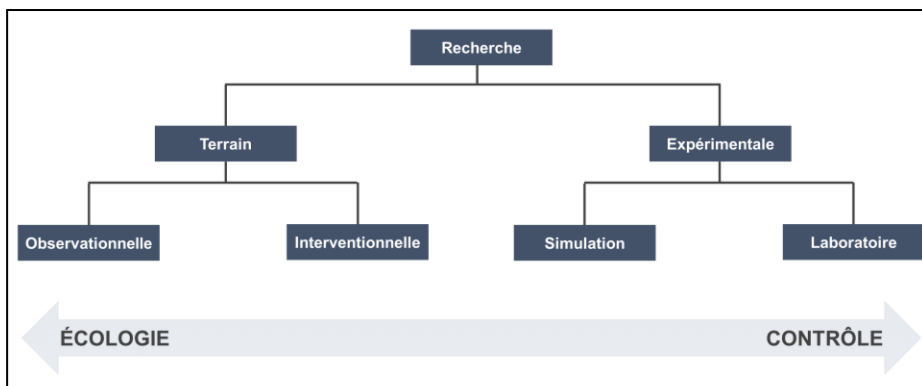 Recherche
Terrain
Expérimentale
Observationnelle
Interventionnelle
Simulation
Laboratoire
ÉCOLOGIE
CONTRÔLE